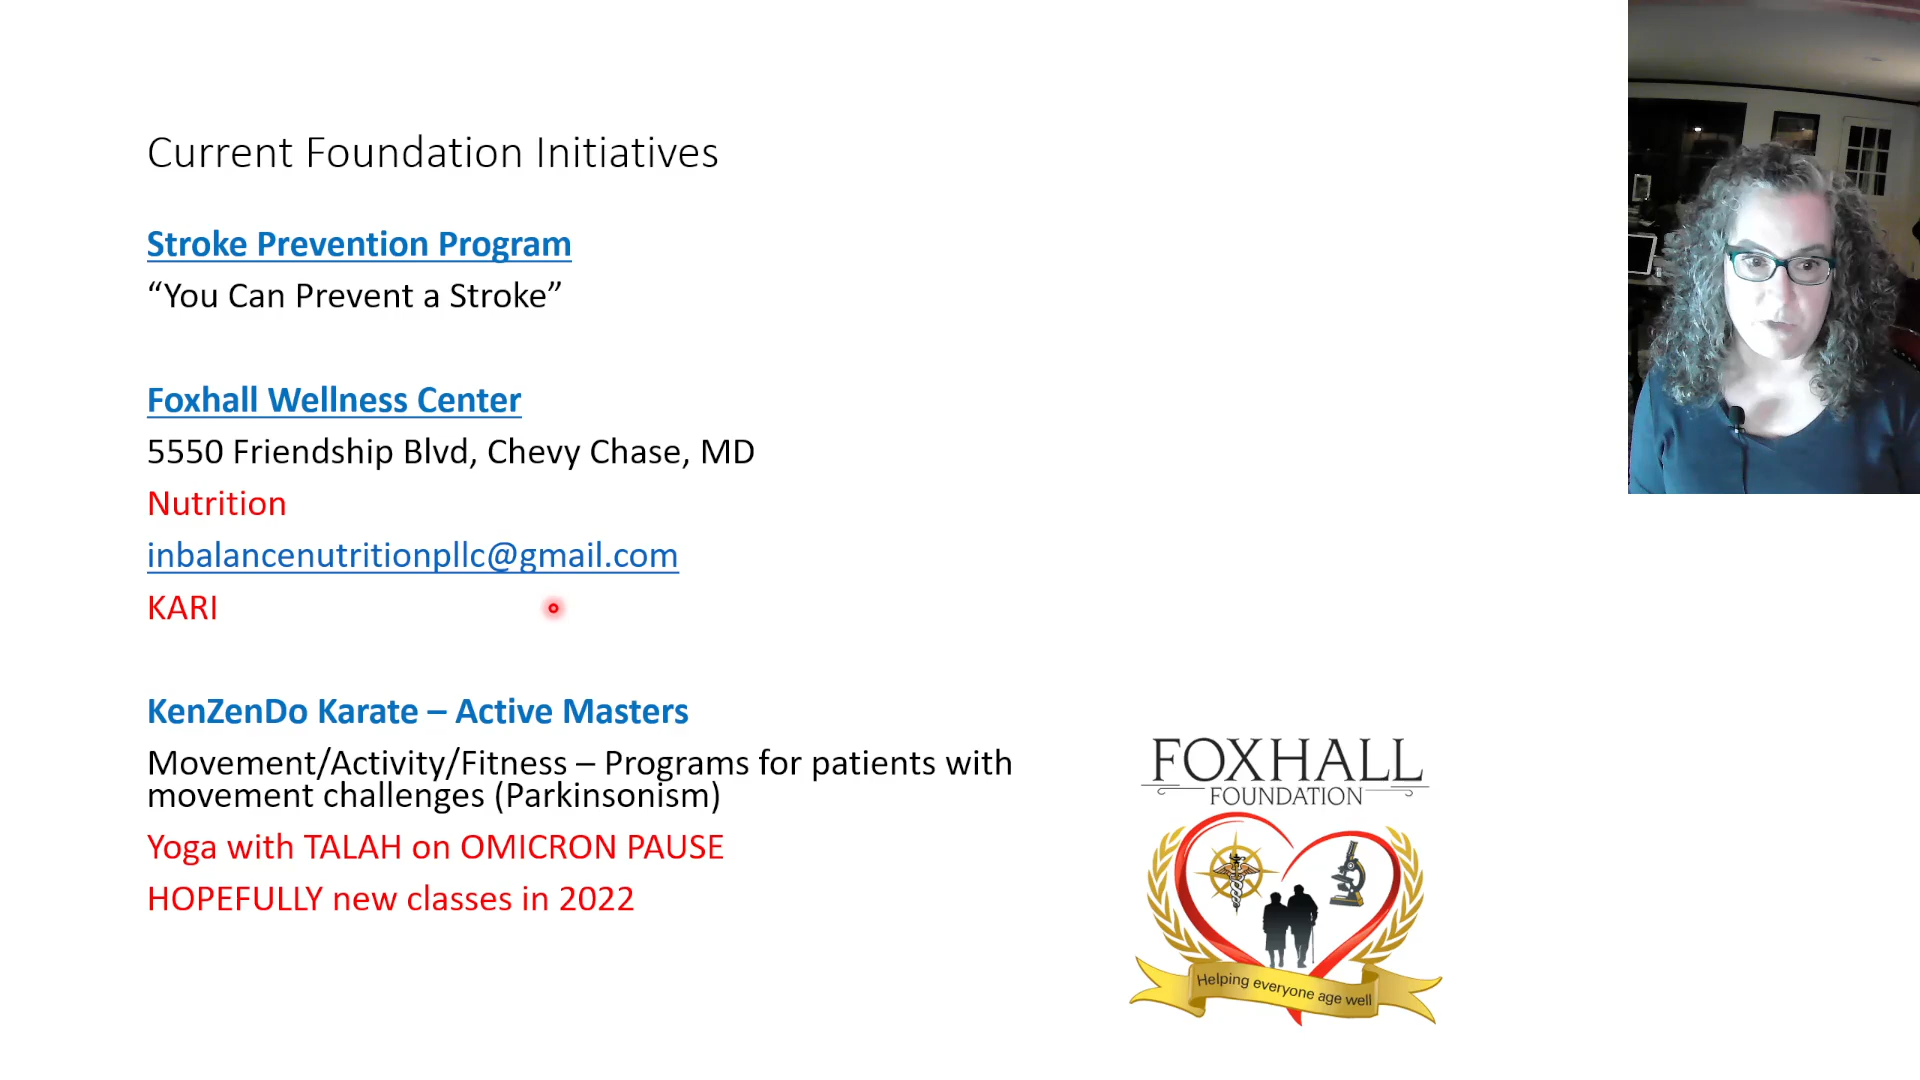 Current Foundation Initiatives
Stroke Prevention Program
“You Can Prevent a Stroke”
Foxhall Wellness Center
5550 Friendship Blvd, Chevy Chase, MD
Nutrition
inbalancenutritionpllc@gmail.com
KARI
KenZenDo Karate – Active Masters
Movement/Activity/Fitness – Programs for patients with
movement challenges (Parkinsonism)
Yoga with TALAH on OMICRON PAUSE
HOPEFULLY new classes in 2022
FOXHALL
FOUNDATION
Helping everyone age well